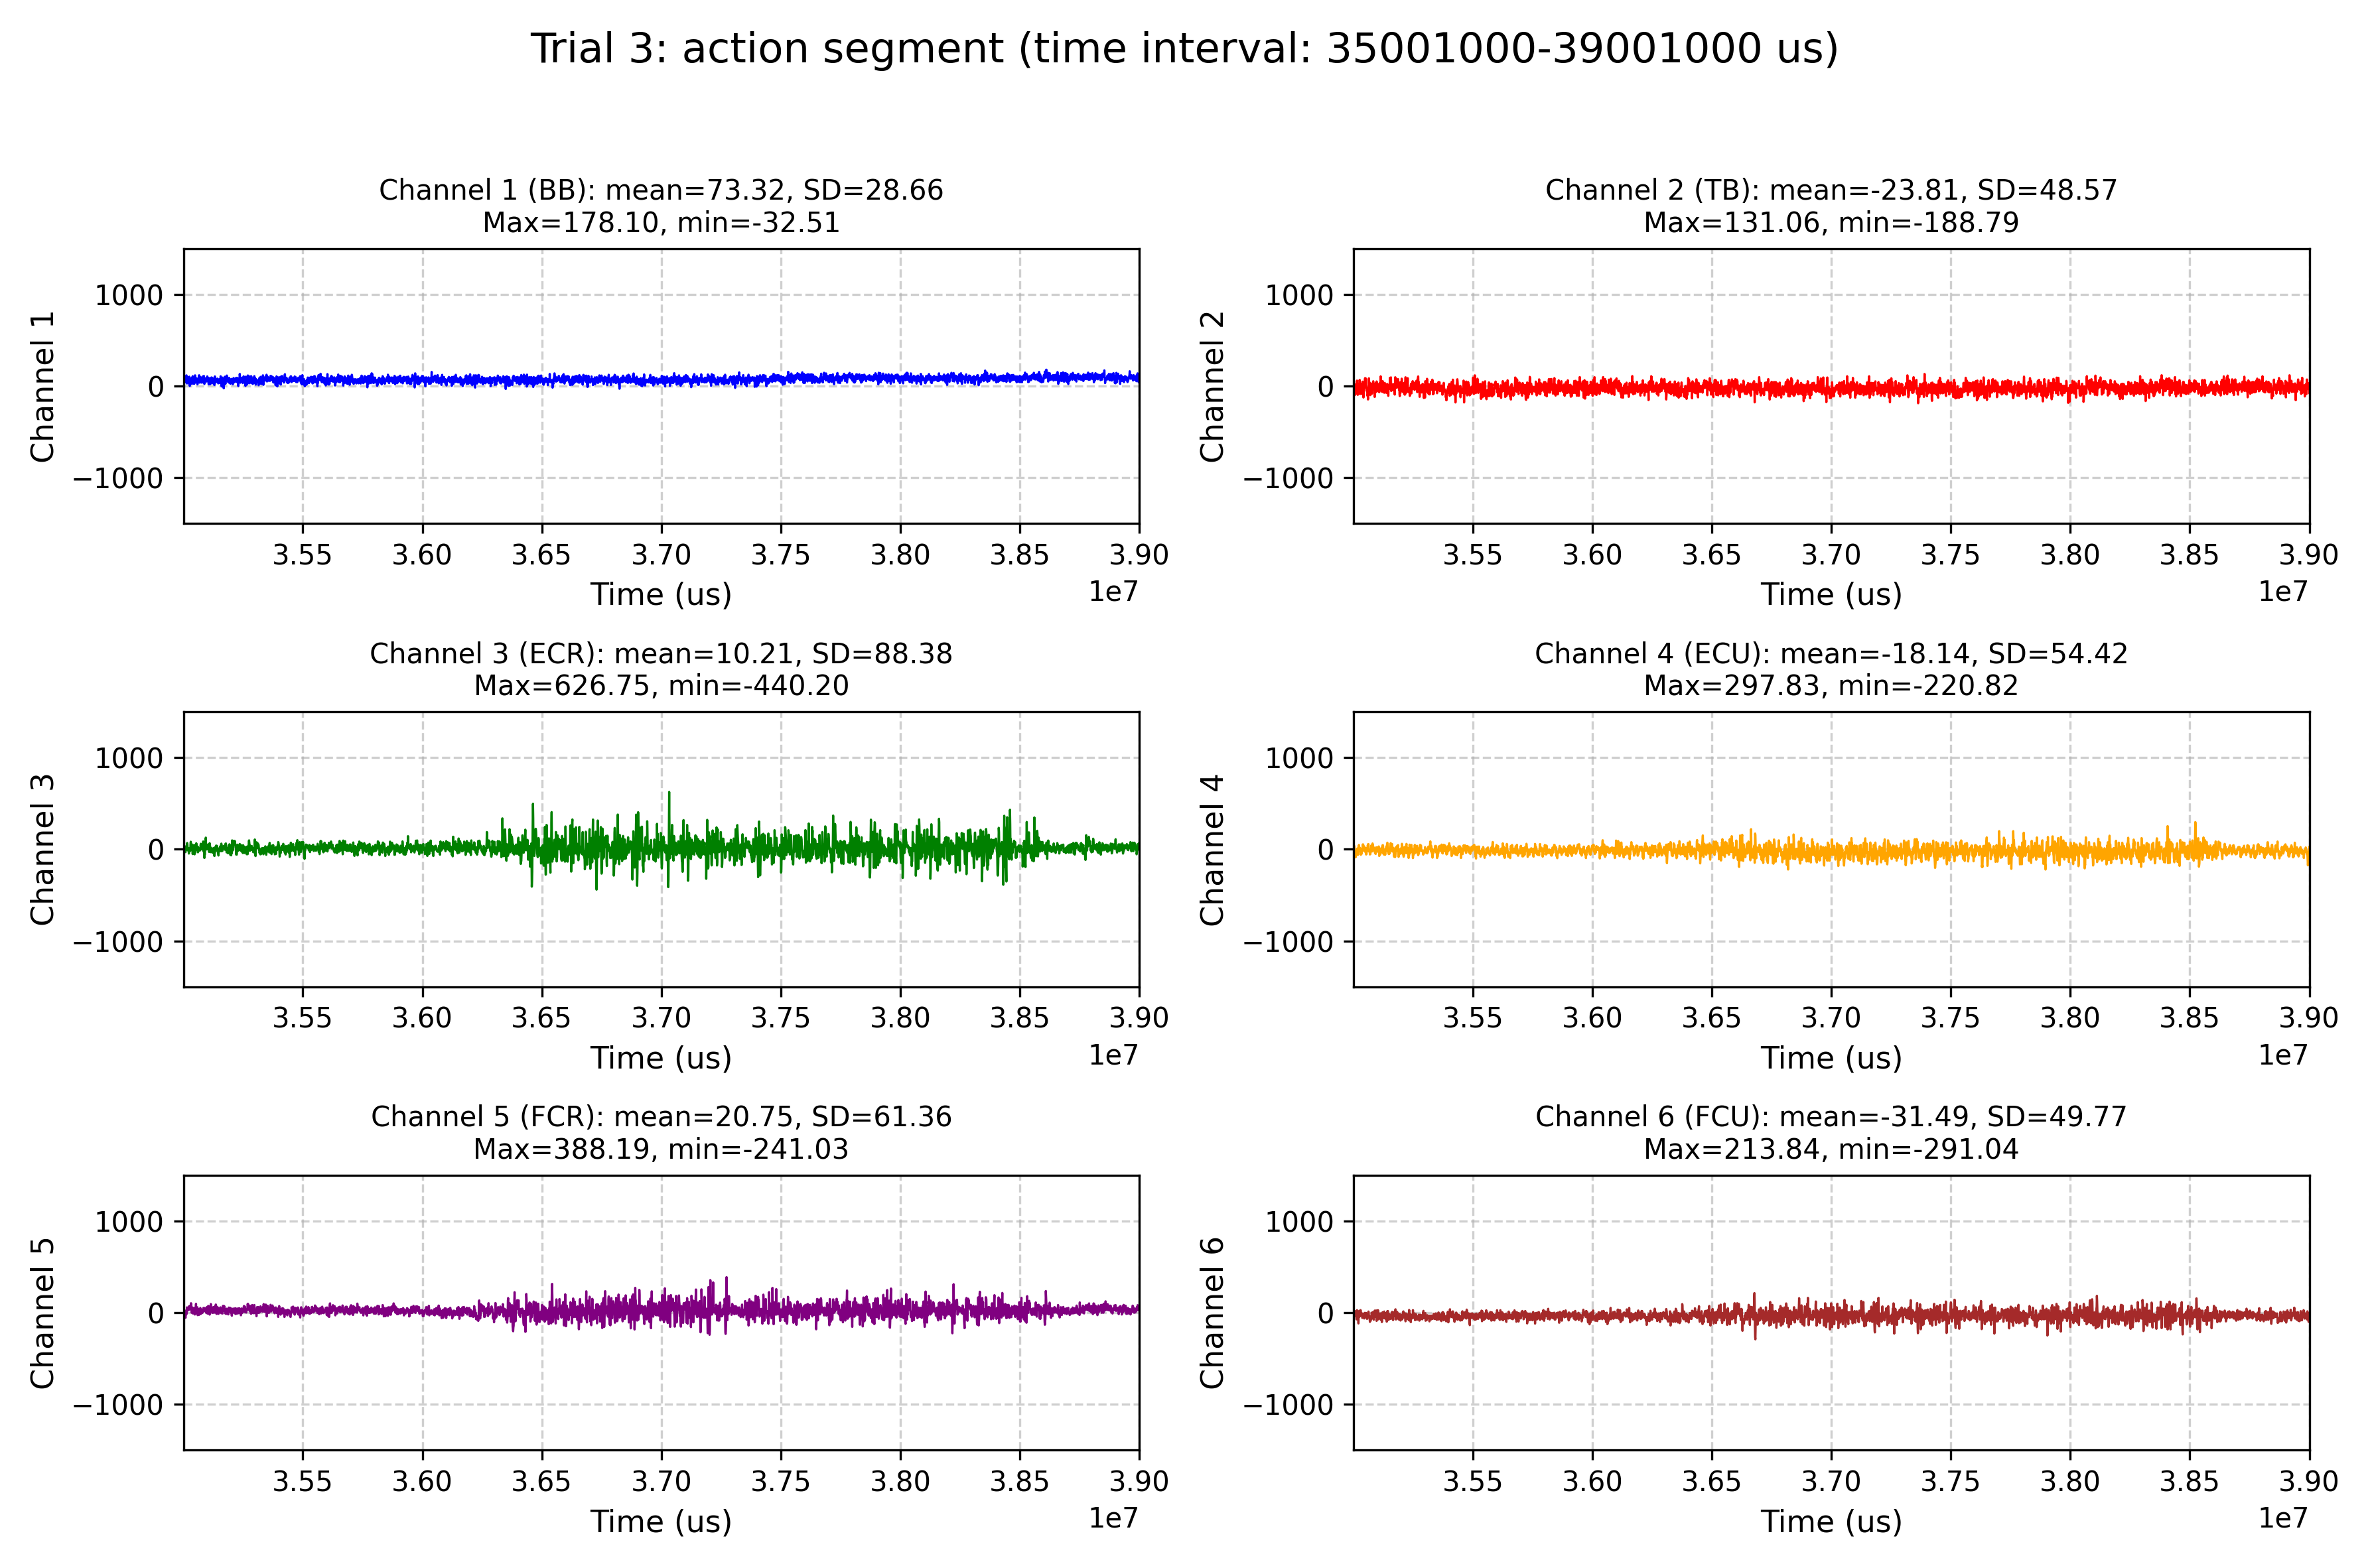 Trial 3: action segment (time interval: 35001000-39001000 us)
Channel 1 (BB): mean=73.32, SD=28.66
Max=178.10, min=-32.51
1000
0
−1000
Channel 1
3.55 3.60 3.65 3.70 3.75 3.80 3.85 3.90
1e7
Time (us)
Channel 2 (TB): mean=-23.81, SD=48.57
Max=131.06, min=-188.79
1000
0
−1000
Channel 2
3.55 3.60 3.65 3.70 3.75 3.80 3.85 3.90
1e7
Time (us)
Channel 3 (ECR): mean=10.21, SD=88.38
Max=626.75, min=-440.20
1000
0
−1000
Channel 3
3.55 3.60 3.65 3.70 3.75 3.80 3.85 3.90
1e7
Time (us)
Channel 4 (ECU): mean=-18.14, SD=54.42
Max=297.83, min=-220.82
1000
0
−1000
Channel 4
3.55 3.60 3.65 3.70 3.75 3.80 3.85 3.90
1e7
Time (us)
Channel 5 (FCR): mean=20.75, SD=61.36
Max=388.19, min=-241.03
1000
0
−1000
Channel 5
3.55 3.60 3.65 3.70 3.75 3.80 3.85 3.90
1e7
Time (us)
Channel 6 (FCU): mean=-31.49, SD=49.77
Max=213.84, min=-291.04
1000
0
−1000
Channel 6
3.55 3.60 3.65 3.70 3.75 3.80 3.85 3.90
1e7
Time (us)